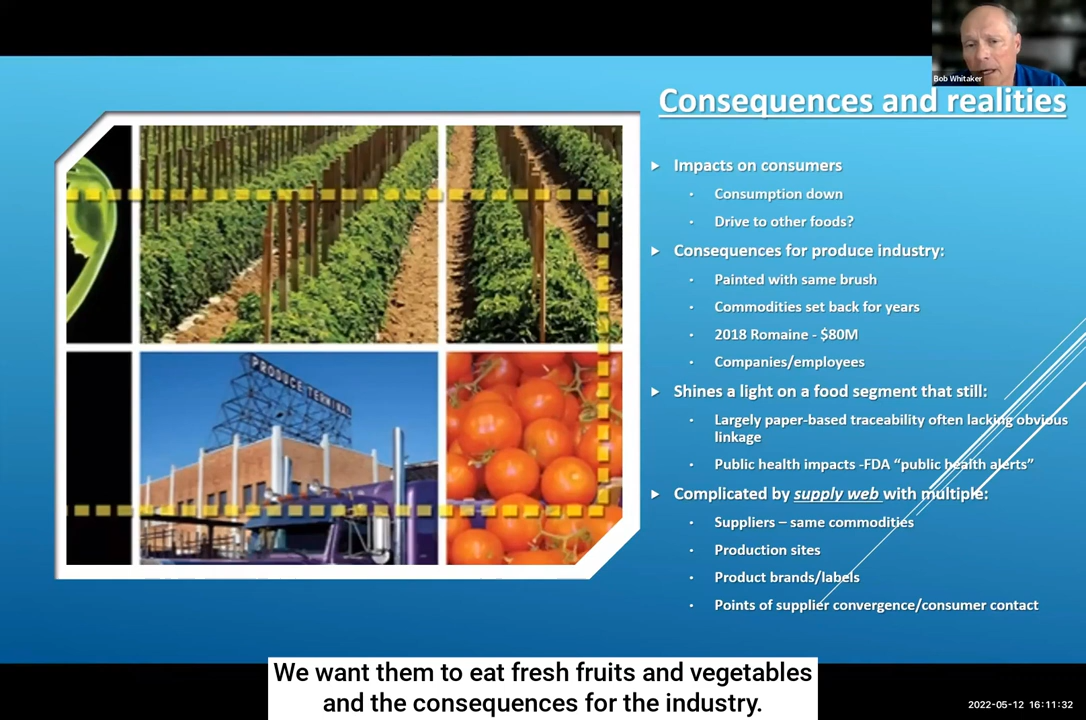 Bob Whitaker
Consequences and realities
Impacts on consumers
Consumption down
Drive to other foods?
Consequences for produce industry:
Painted with same brush
Commodities set back for years
2018 Romaine - $80M
Companies/employees
Shines a light on a food segment that still:
Largely paper-based traceability often lacking obvious
linkage
Public health impacts -FDA “public health alerts”
Complicated by supply web with multiple:
Suppliers – same commodities
Production sites
Product brands/labels
Points of supplier convergence/consumer contact
PRODUCE TERMINAL
We want them to eat fresh fruits and vegetables
and the consequences for the industry.
2022-05-12 16:11:32